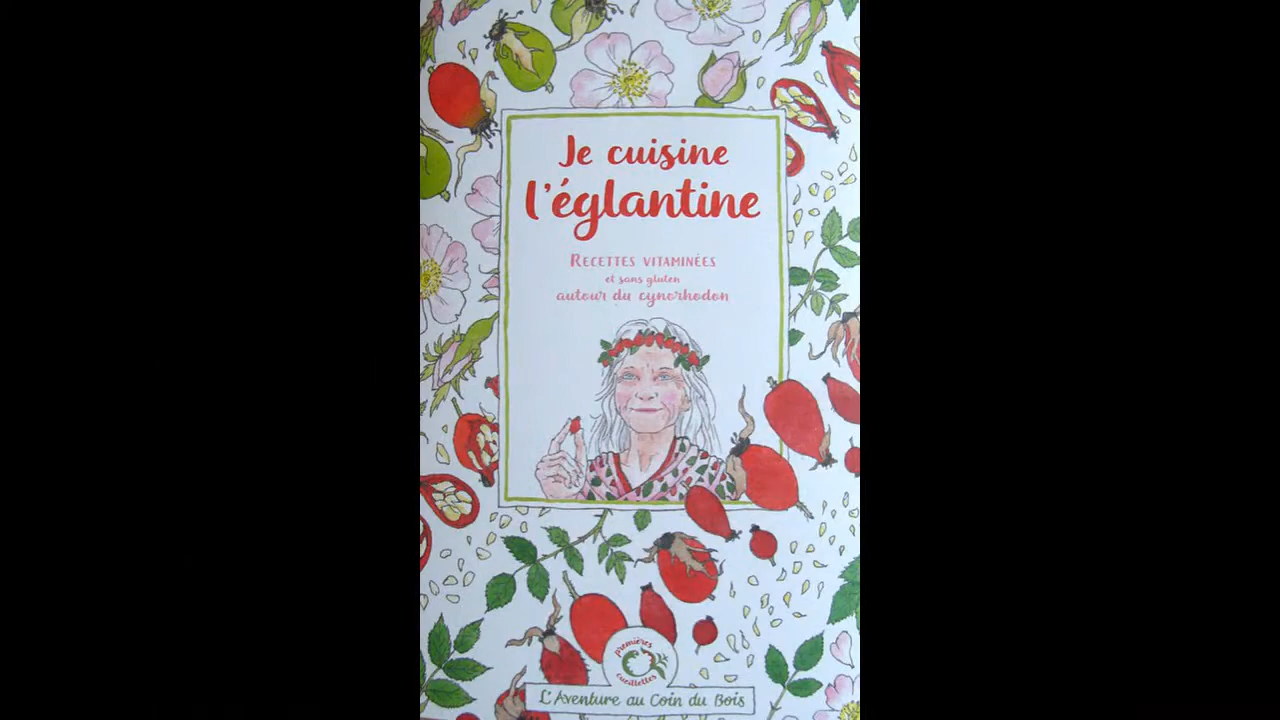 Je cuisine
l'églantine
RECETTES VITAMINÉES
et sans gluten
autour du cynorhodon
premières
cueillettes
L'AVENTURE AU COIN DU BOIS